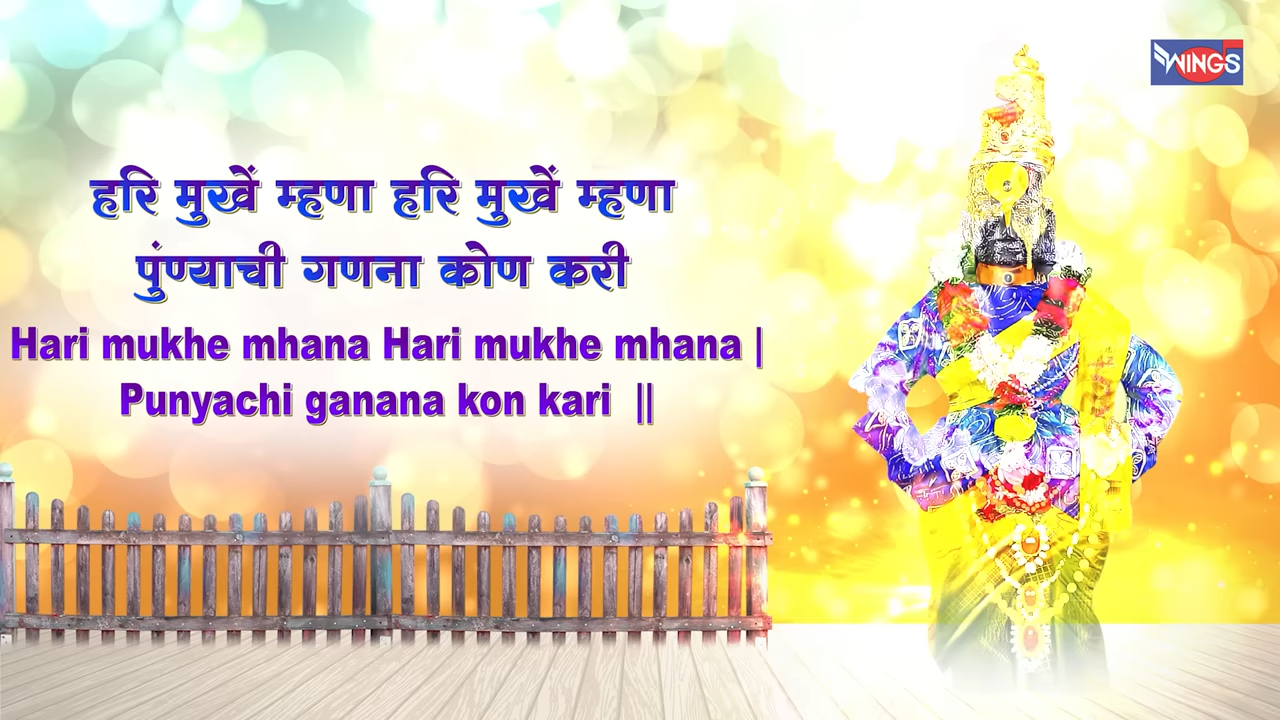 हरि मुखें म्हणा हरि मुखें म्हणा
पुंण्याची गणना कोण करी
Hari mukhe mhana Hari mukhe mhana |
Punyachi ganana kon kari ||
WINGS